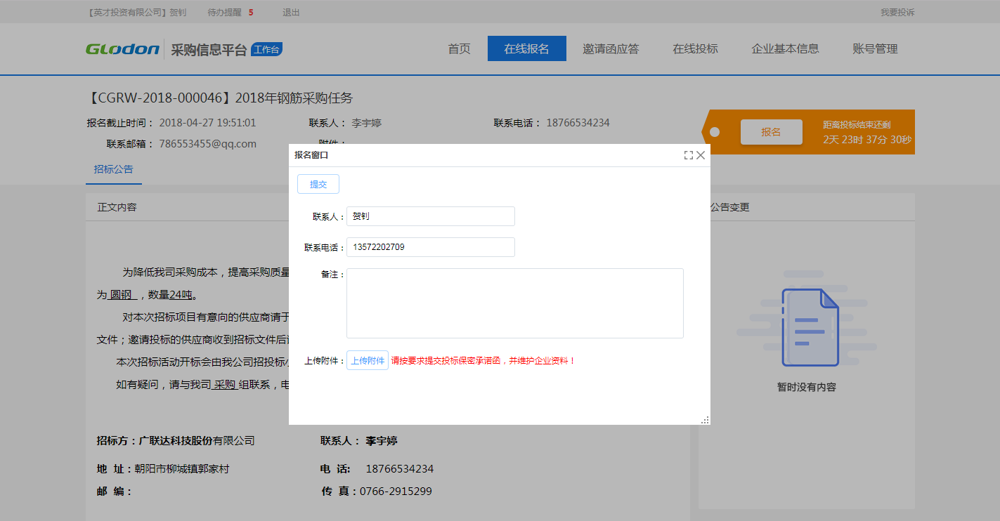 【英才投资有限公司】贺钊 待办提醒 5 退出 我要投诉
Glodon 采购信息平台 工作台 首页 在线报名 邀请函应答 在线投标 企业基本信息 账号管理
【CGRW-2018-000046】2018年钢筋采购任务
报名截止时间： 2018-04-27 19:51:01 联系人： 李宇婷 联系电话： 18766534234
联系邮箱： 786553455@qq.com 附件：
报名
距离投标结束还剩
2天 23时 37分 30秒
招标公告
报名窗口
提交
联系人： 贺钊
联系电话： 13572202709
备注：
上传附件： 上传附件 请按要求提交投标保密承诺函，并维护企业资料！
正文内容
为降低我司采购成本，提高采购质量
为 圆钢 ，数量24吨。
对本次招标项目有意向的供应商请于
文件；邀请投标的供应商收到招标文件后
本次招标活动开标会由我公司招投标
如有疑问，请与我司 采购 组联系，电
招标方：广联达科技股份有限公司 联系人： 李宇婷
地 址：朝阳市柳城镇郭家村 电 话: 18766534234
邮 编： 传 真：0766-2915299
公告变更
暂时没有内容